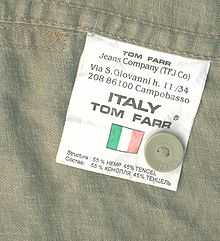 TOM FARR
Jeans Company (TFJ Co)
Via S. Giovanni h. 11/34
208 86100 Campobasso
ITALY
TOM FARR®
Structure: 55 % HEMP 45% TENCEL
Состав: 55 % КОНОПЛЯ 45% ТЕНЦЕЛЬ